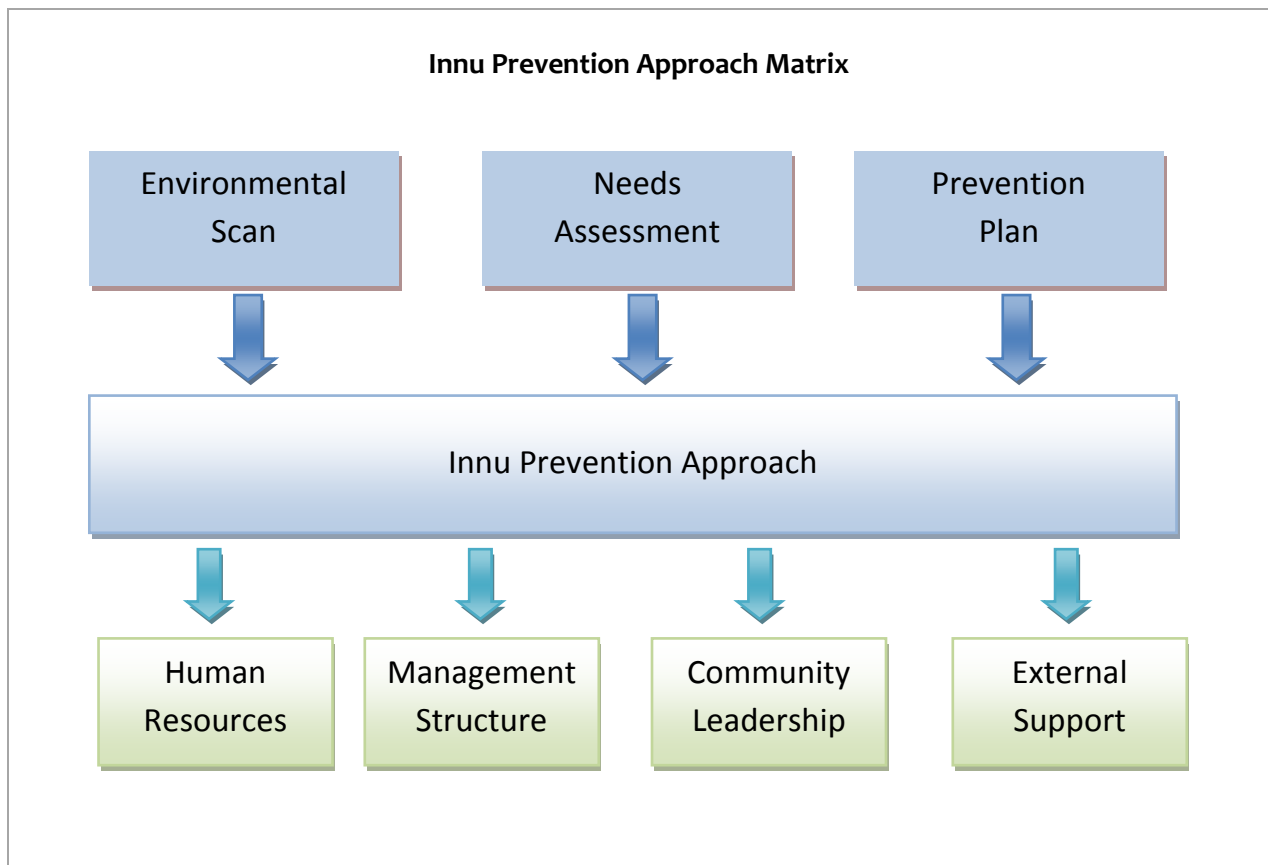 Innu Prevention Approach Matrix
Environmental
Scan
Needs
Assessment
Prevention
Plan
Innu Prevention Approach
Human
Resources
Management
Structure
Community
Leadership
External
Support